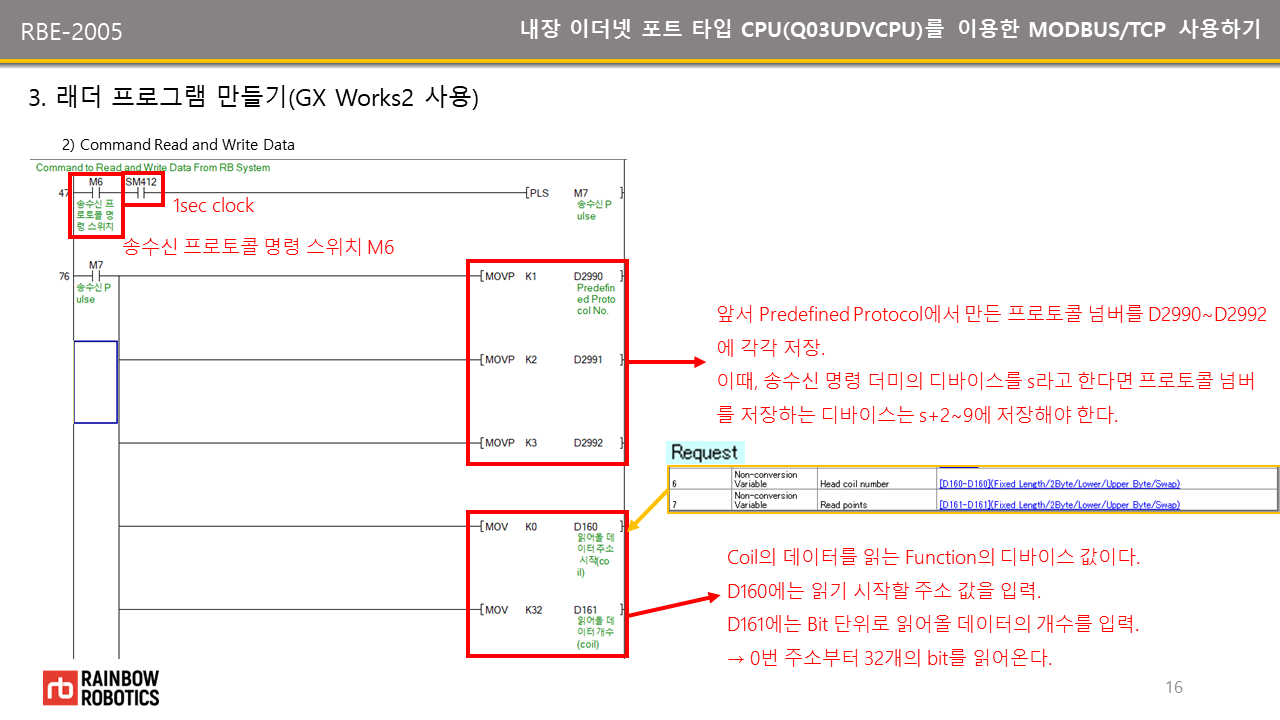 RBE-2005
내장 이더넷 포트 타입 CPU(Q03UDVCPU)를 이용한 MODBUS/TCP 사용하기
3. 래더 프로그램 만들기(GX Works2 사용)
2) Command Read and Write Data
Command to Read and Write Data From RB System
M6
SM412
47
[PLS M7 }
송수신 프
로토콜 명
령 스위치
송수신 P
ulse
1sec clock
송수신 프로토콜 명령 스위치 M6
M7
76
[MOVP K1 D2990 }
송수신 P
ulse
Predefin
ed Proto
col No.
앞서 Predefined Protocol에서 만든 프로토콜 넘버를 D2990~D2992
에 각각 저장.
[MOVP K2 D2991 }
이때, 송수신 명령 더미의 디바이스를 s라고 한다면 프로토콜 넘버
를 저장하는 디바이스는 s+2~9에 저장해야 한다.
[MOVP K3 D2992 }
Request
6 Non-conversion Variable Head coil number [D160-D160](Fixed Length/2Byte/Lower/Upper Byte/Swap)
7 Non-conversion Variable Read points [D161-D161](Fixed Length/2Byte/Lower/Upper Byte/Swap)
[MOV K0 D160 }
읽어올 데
이터주소
시작(co
il)
Coil의 데이터를 읽는 Function의 디바이스 값이다.
D160에는 읽기 시작할 주소 값을 입력.
[MOV K32 D161 }
읽어올 데
이터 개수
(coil)
D161에는 Bit 단위로 읽어올 데이터의 개수를 입력.
→ 0번 주소부터 32개의 bit를 읽어온다.
rb RAINBOW
ROBOTICS
16